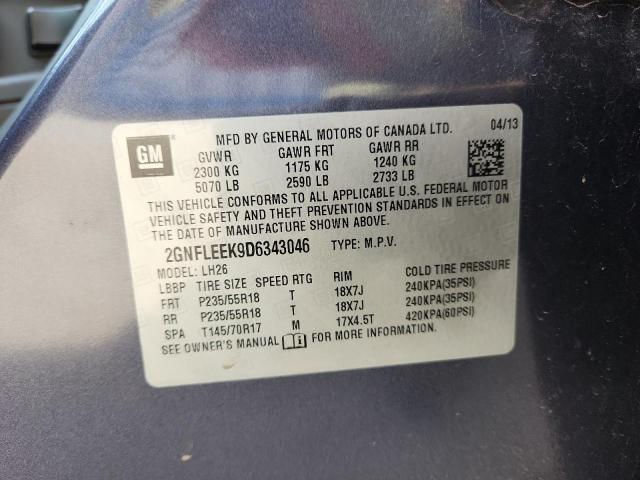 GM
MFD BY GENERAL MOTORS OF CANADA LTD. 04/13
GVWR GAWR FRT GAWR RR
2300 KG 1175 KG 1240 KG
5070 LB 2590 LB 2733 LB
THIS VEHICLE CONFORMS TO ALL APPLICABLE U.S. FEDERAL MOTOR
VEHICLE SAFETY AND THEFT PREVENTION STANDARDS IN EFFECT ON
THE DATE OF MANUFACTURE SHOWN ABOVE.
2GNFLEEK9D6343046 TYPE: M.P.V.
MODEL: LH26
LBBP TIRE SIZE SPEED RTG RIM COLD TIRE PRESSURE
FRT P235/55R18 T 18X7J 240KPA(35PSI)
RR P235/55R18 T 18X7J 240KPA(35PSI)
SPA T145/70R17 M 17X4.5T 420KPA(60PSI)
SEE OWNER'S MANUAL FOR MORE INFORMATION.